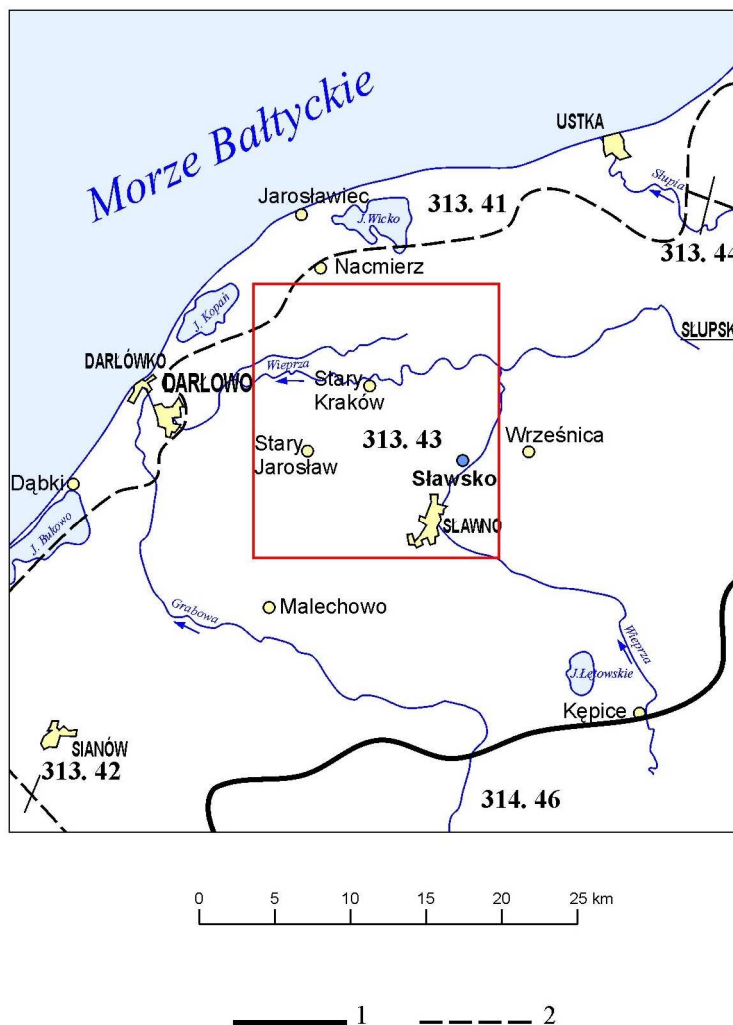 Morze Bałtyckie
USTKA
Słupia
Jarosławiec
J.Wicko
313. 41
313. 44
Nacmierz
J. Kopań
SŁUPSK
DARŁÓWKO
DARŁOWO
Wieprza
Stary
Kraków
313. 43
Stary
Jarosław
Wrześnica
Sławsko
Dąbki
SŁAWNO
J. Bukowo
Malechowo
Grabowa
Wieprza
J.Łętowskie
Kępice
SIANÓW
313. 42
314. 46
0 5 10 15 20 25 km
1 2